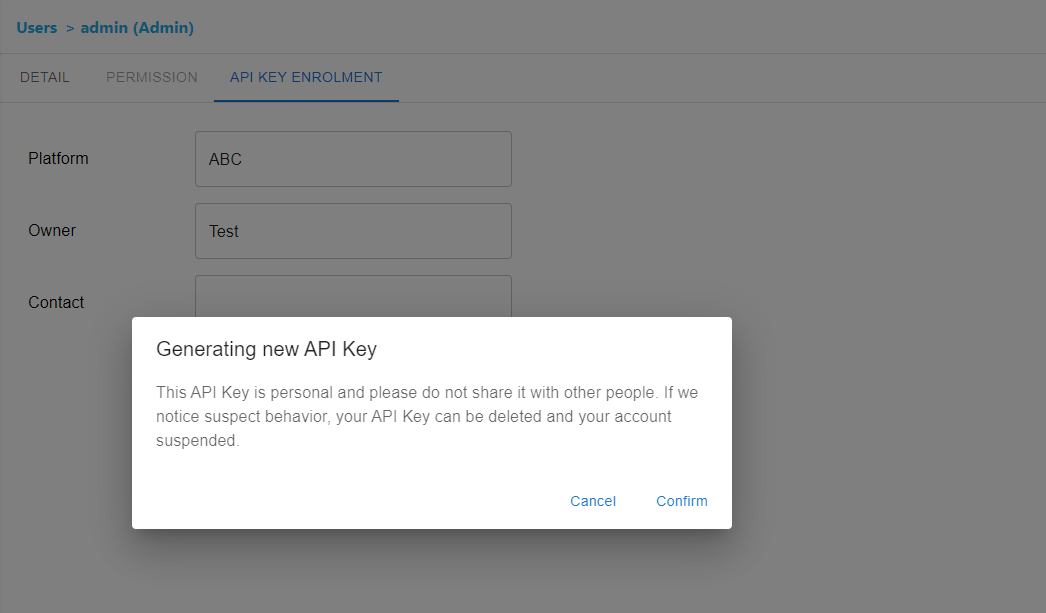 Users > admin (Admin)
DETAIL PERMISSION API KEY ENROLMENT
Platform ABC
Owner Test
Contact
Generating new API Key
This API Key is personal and please do not share it with other people. If we
notice suspect behavior, your API Key can be deleted and your account
suspended.
Cancel Confirm